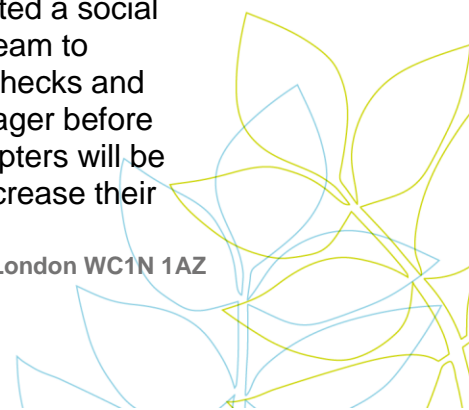 ted a social
eam to
hecks and
ager before
pters will be
crease their
London WC1N 1AZ